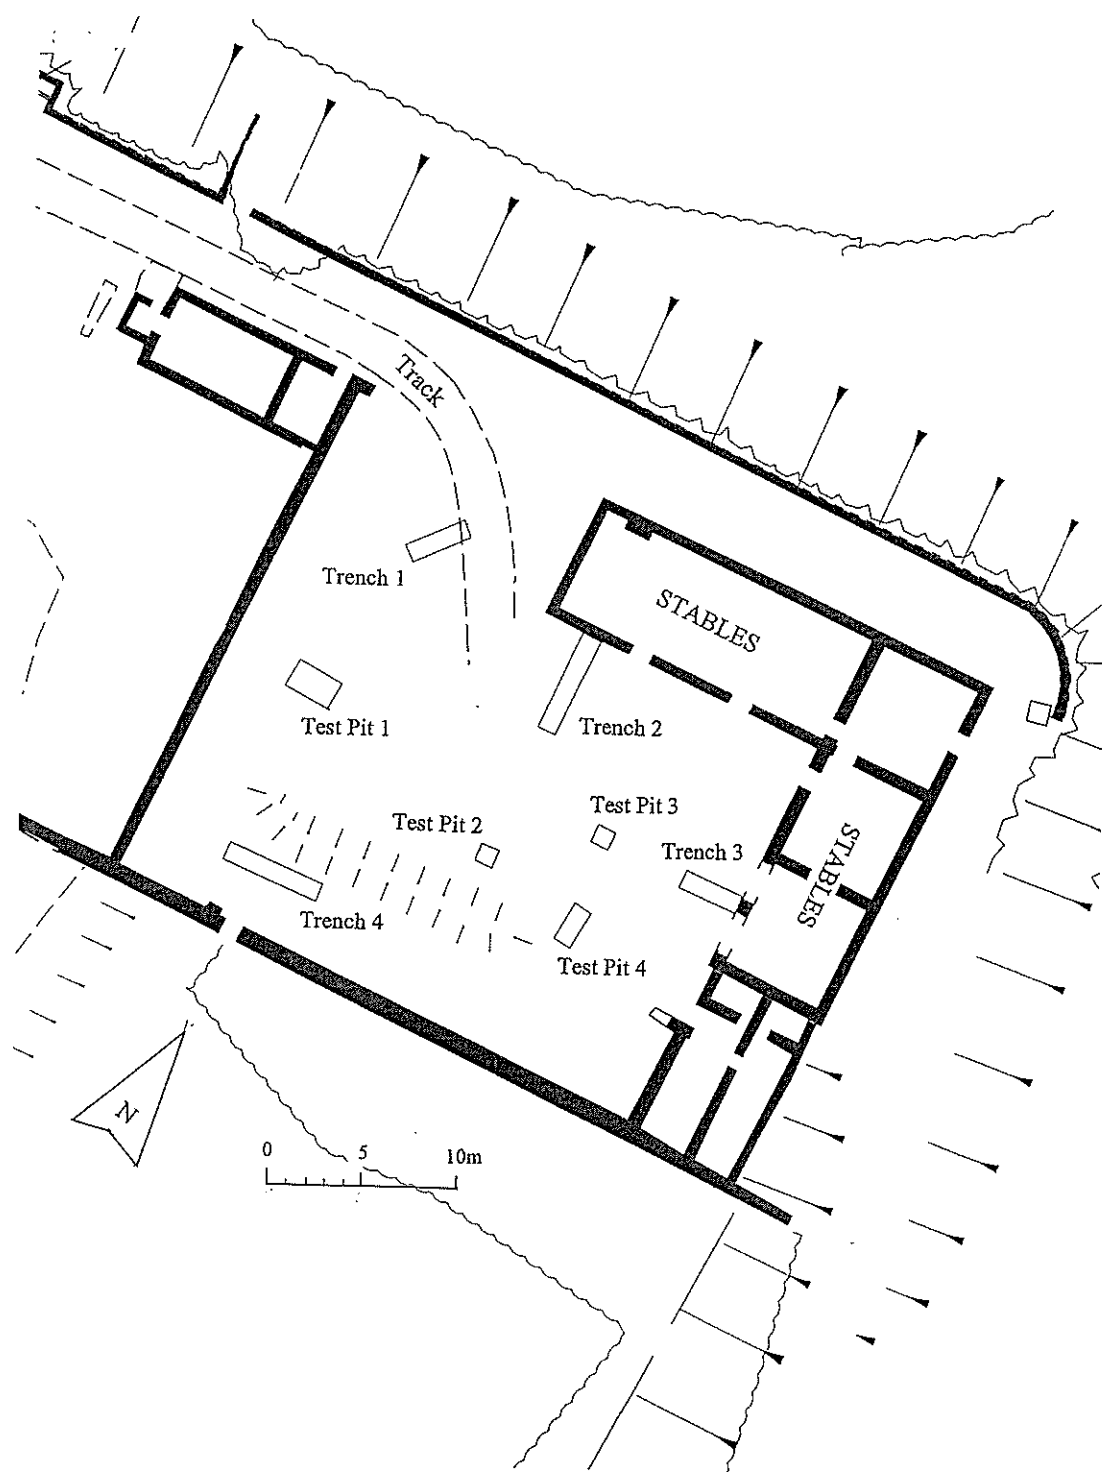 Track
Trench 1
STABLES
Test Pit 1
Trench 2
Test Pit 3
Test Pit 2
Trench 3
STABLES
Trench 4
Test Pit 4
N
0 5 10m